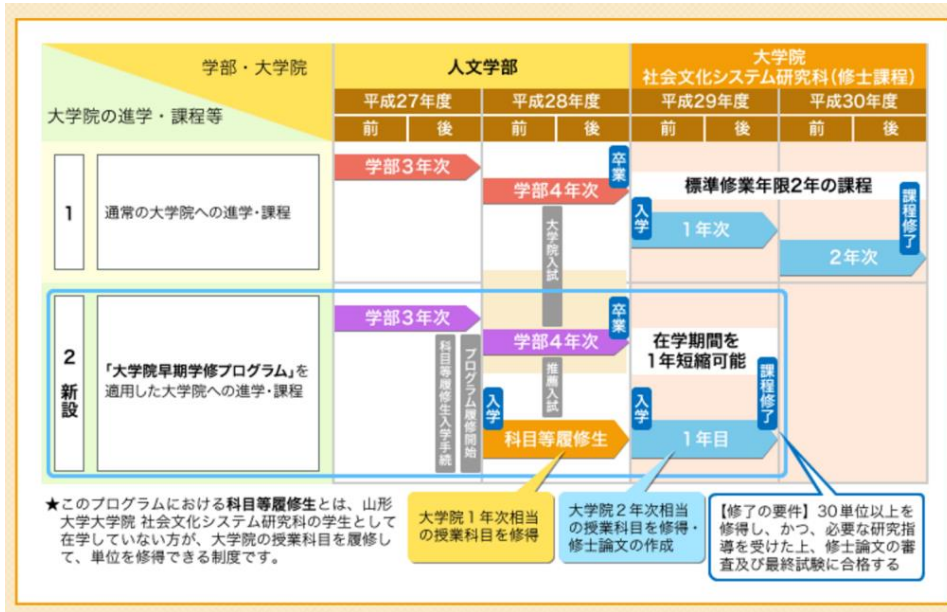 学部・大学院
大学院の進学・課程等
人文学部
大学院
社会文化システム研究科(修士課程)
平成27年度
平成28年度
平成29年度
平成30年度
前
後
前
後
前
後
前
後
1
通常の大学院への進学・課程
学部3年次
学部4年次
卒業
大学院入試
標準修業年限2年の課程
入学
1年次
2年次
課程修了
2
新設
「大学院早期学修プログラム」を
適用した大学院への進学・課程
学部3年次
科目等履修生入学手続
プログラム履修開始
学部4年次
卒業
推薦入試
入学
科目等履修生
在学期間を
1年短縮可能
入学
1年目
課程修了
★このプログラムにおける科目等履修生とは、山形
大学大学院 社会文化システム研究科の学生として
在学していない方が、大学院の授業科目を履修し
て、単位を修得できる制度です。
大学院1年次相当
の授業科目を修得
大学院2年次相当
の授業科目を修得・
修士論文の作成
【修了の要件】30単位以上を
修得し、かつ、必要な研究指
導を受けた上、修士論文の審
査及び最終試験に合格する